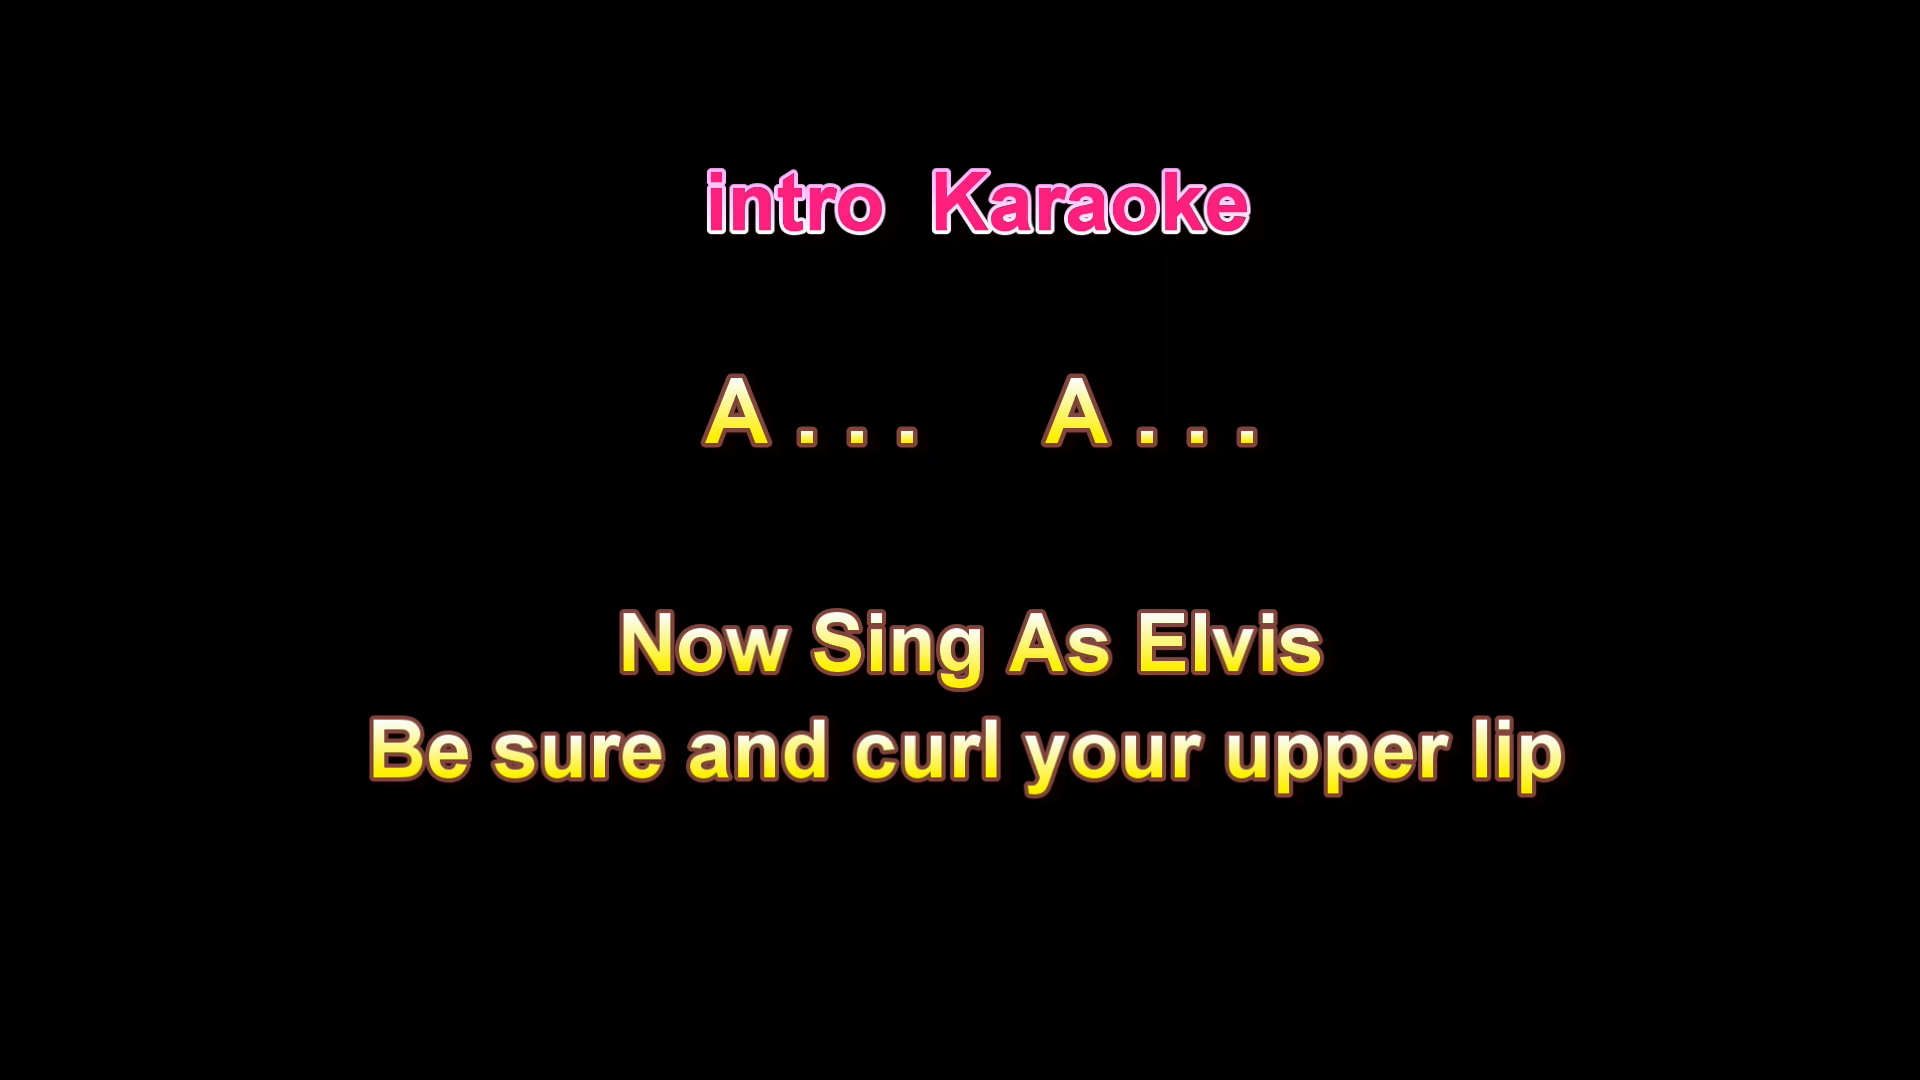 intro Karaoke
A . . . A . . .
Now Sing As Elvis
Be sure and curl your upper lip